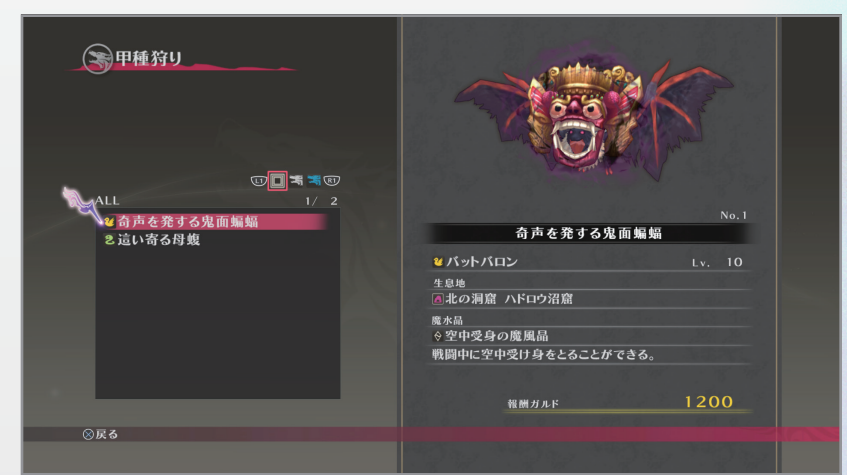 甲種狩り
L1 R1
ALL 1/ 2
奇声を発する鬼面蝙蝠
這い寄る母蝮
No.1
奇声を発する鬼面蝙蝠
バットバロン Lv. 10
生息地
北の洞窟 ハドロウ沼窟
魔水晶
空中受身の魔風晶
戦闘中に空中受け身をとることができる。
報酬ガルド 1200
戻る